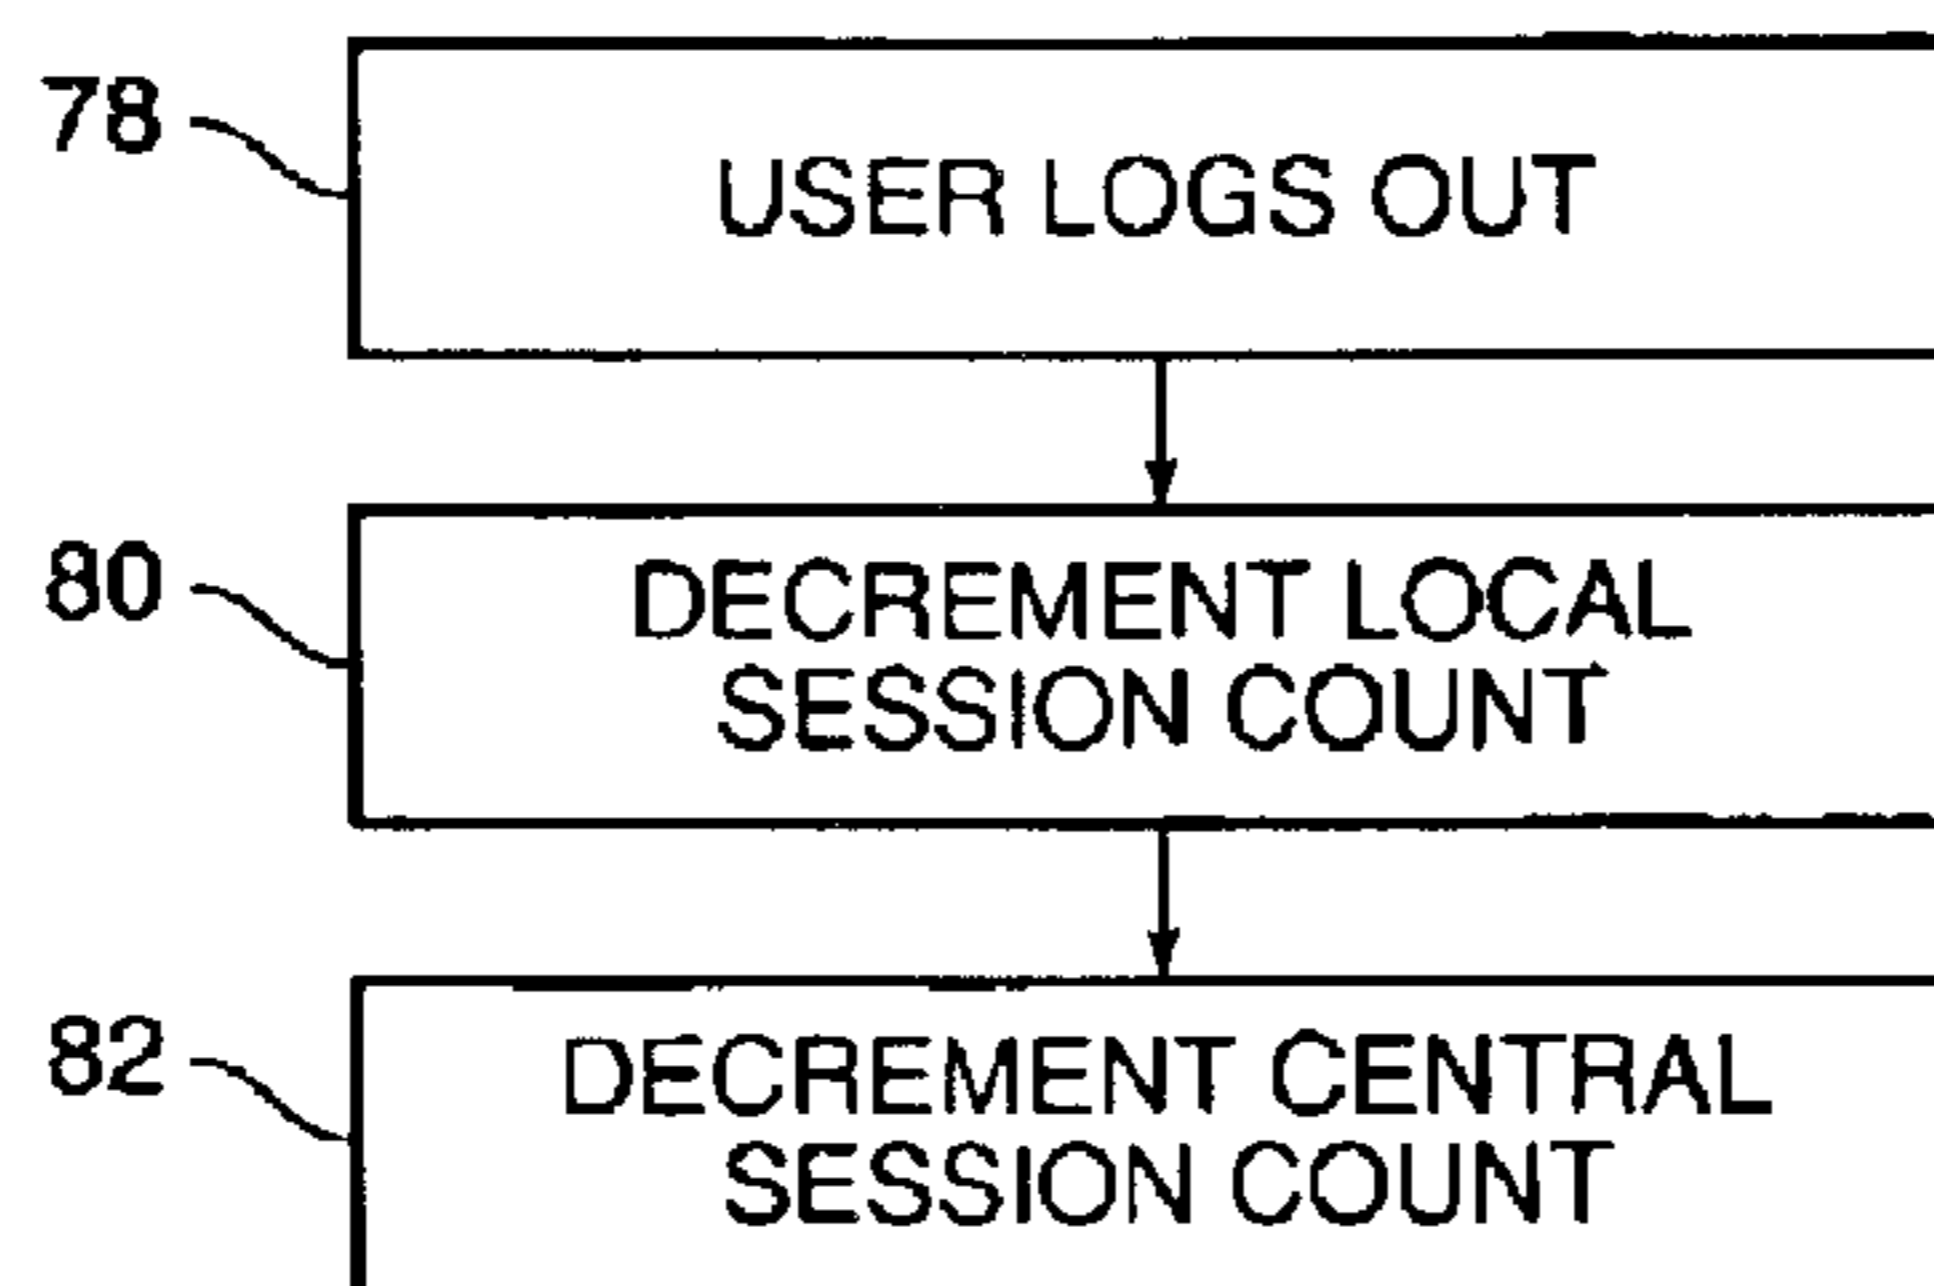 78
USER LOGS OUT
80
DECREMENT LOCAL
SESSION COUNT
82
DECREMENT CENTRAL
SESSION COUNT